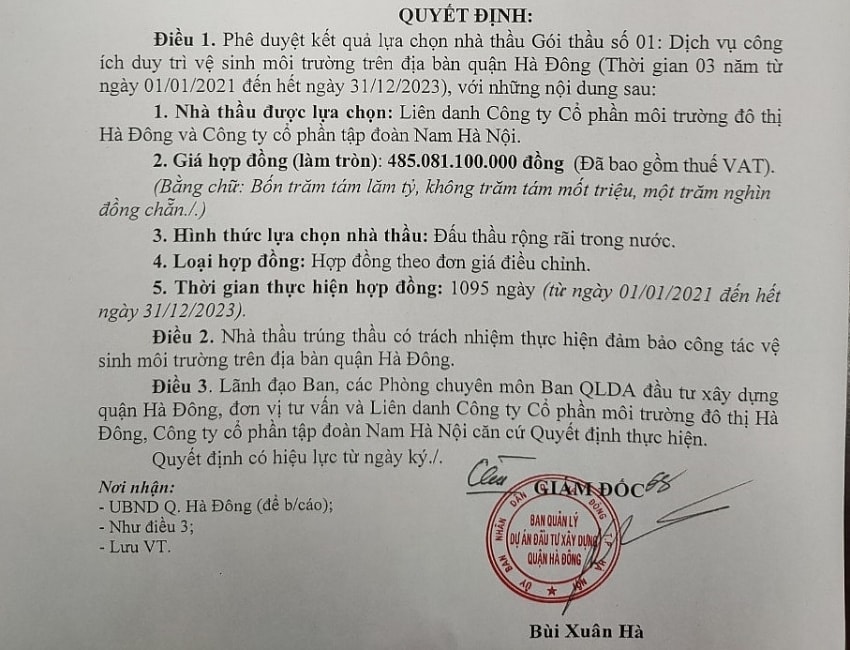 QUYẾT ĐỊNH:
Điều 1. Phê duyệt kết quả lựa chọn nhà thầu Gói thầu số 01: Dịch vụ công
ích duy trì vệ sinh môi trường trên địa bàn quận Hà Đông (Thời gian 03 năm từ
ngày 01/01/2021 đến hết ngày 31/12/2023), với những nội dung sau:
1. Nhà thầu được lựa chọn: Liên danh Công ty Cổ phần môi trường đô thị
Hà Đông và Công ty cổ phần tập đoàn Nam Hà Nội.
2. Giá hợp đồng (làm tròn): 485.081.100.000 đồng (Đã bao gồm thuế VAT).
(Bằng chữ: Bốn trăm tám lăm tỷ, không trăm tám mốt triệu, một trăm nghìn
đồng chẵn./.)
3. Hình thức lựa chọn nhà thầu: Đấu thầu rộng rãi trong nước.
4. Loại hợp đồng: Hợp đồng theo đơn giá điều chỉnh.
5. Thời gian thực hiện hợp đồng: 1095 ngày (từ ngày 01/01/2021 đến hết
ngày 31/12/2023).
Điều 2. Nhà thầu trúng thầu có trách nhiệm thực hiện đảm bảo công tác vệ
sinh môi trường trên địa bàn quận Hà Đông.
Điều 3. Lãnh đạo Ban, các Phòng chuyên môn Ban QLDA đầu tư xây dựng
quận Hà Đông, đơn vị tư vấn và Liên danh Công ty Cổ phần môi trường đô thị Hà
Đông, Công ty cổ phần tập đoàn Nam Hà Nội căn cứ Quyết định thực hiện.
Quyết định có hiệu lực từ ngày ký./.
Nơi nhận:
- UBND Q. Hà Đông (để b/cáo);
- Như điều 3;
- Lưu VT.
GIÁM ĐỐC
BAN QUẢN LÝ
DỰ ÁN ĐẦU TƯ XÂY DỰNG
QUẬN HÀ ĐÔNG
Bùi Xuân Hà